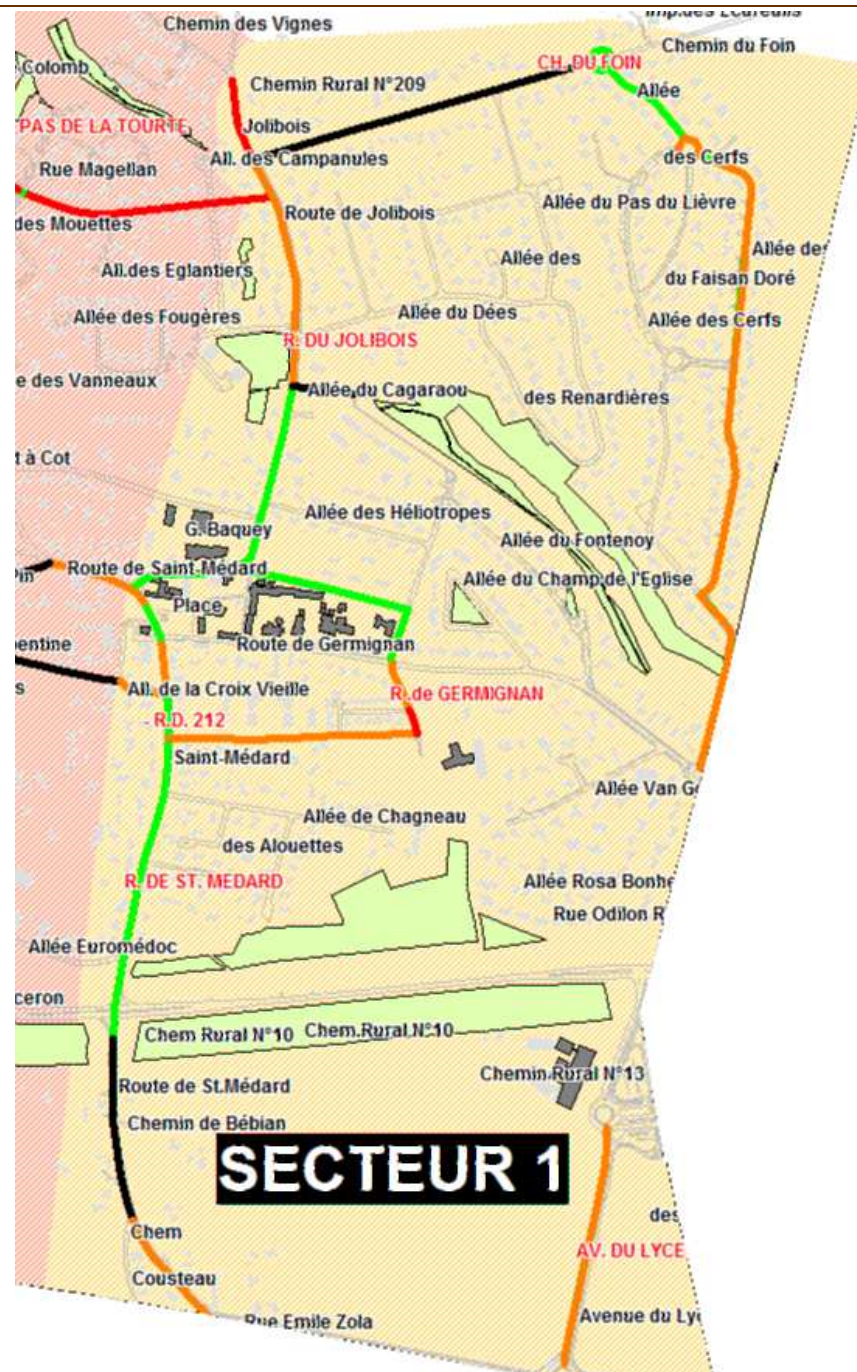 Chemin des Vignes
CH. DU FOIN
Chemin du Foin
Colomb
Chemin Rural N°209
Allée
PAS DE LA TOURTE
Jolibois
All. des Campanules
des Cerfs
Rue Magellan
Allée du Pas du Lièvre
Route de Jolibois
des Mouettes
Allée des
Allée des
All.des Eglantiers
du Faisan Doré
Allée des Fougères
Allée du Dées
Allée des Cerfs
R. DU JOLIBOIS
e des Vanneaux
Allée du Cagaraou
des Renardières
t à Cot
Allée des Héliotropes
G. Baquey
Allée du Fontenoy
Route de Saint-Médard
Allée du Champ de l'Eglise
Place
entine
Route de Germignan
s
All. de la Croix Vieille
R. de GERMIGNAN
R.D. 212
Saint-Médard
Allée Van G
Allée de Chagneau
des Alouettes
R. DE ST. MEDARD
Allée Rosa Bonhe
Rue Odilon R
Allée Euromédoc
ceron
Chem Rural N°10
Chem.Rural N°10
Chemin Rural N°13
Route de St.Médard
Chemin de Bébian
SECTEUR 1
des
Chem
AV. DU LYCE
Cousteau
Rue Emile Zola
Avenue du Ly